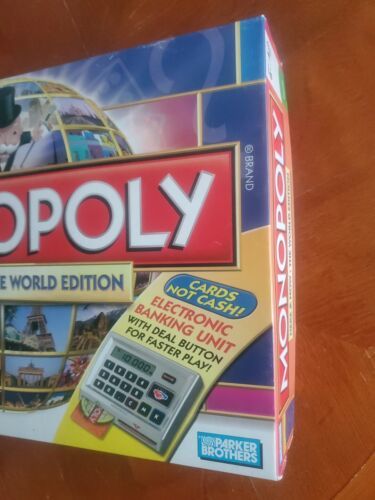 OPOLY
® BRAND
E WORLD EDITION
CARDS
NOT CASH!
ELECTRONIC
BANKING UNIT
WITH DEAL BUTTON
FOR FASTER PLAY!
PARKER
BROTHERS
MONOPOLY